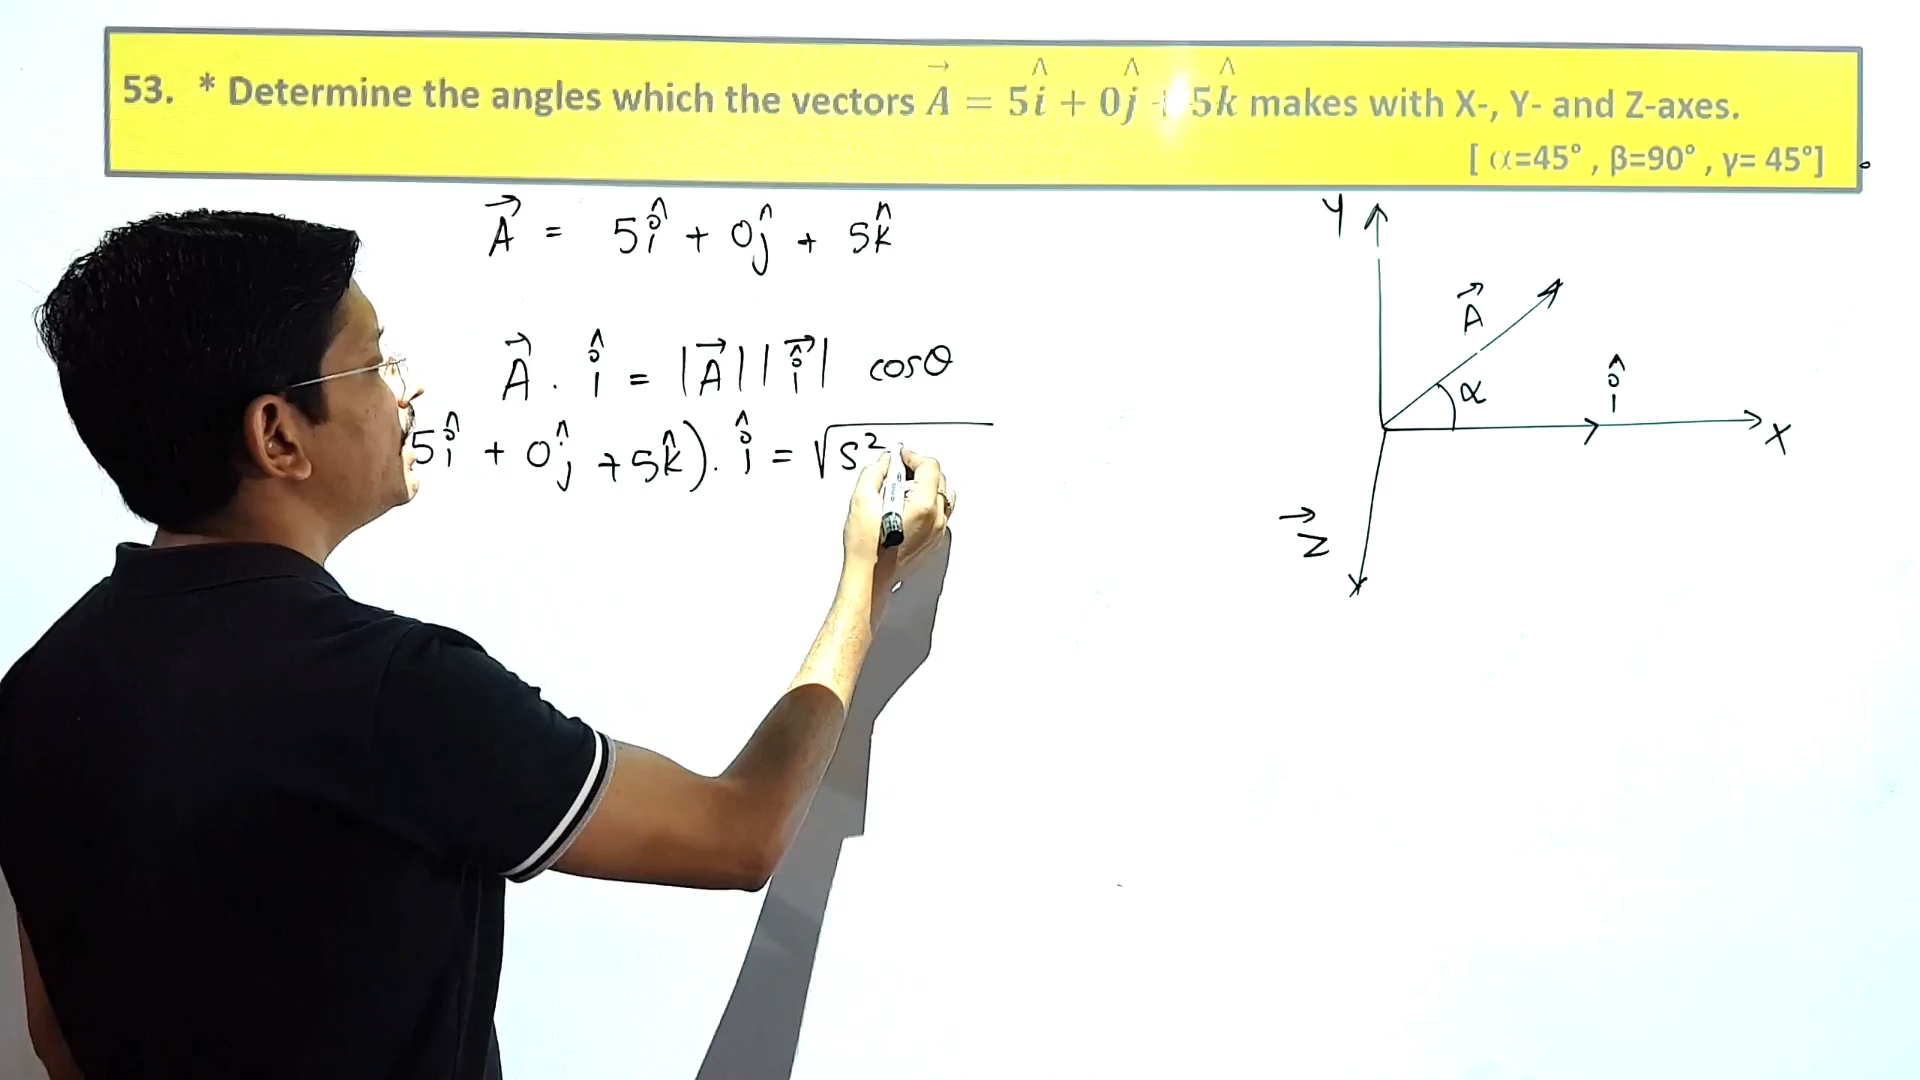 53. * Determine the angles which the vectors A⃗ = 5î + 0ĵ + 5k̂ makes with X-, Y- and Z-axes.
[ α=45° , β=90° , γ= 45°]
A⃗ = 5î + 0ĵ + 5k̂
A⃗ . î = |A⃗| |î⃗| cosθ
5î + 0ĵ + 5k̂). î = √5²
Y
A⃗
α
î
X
Z⃗